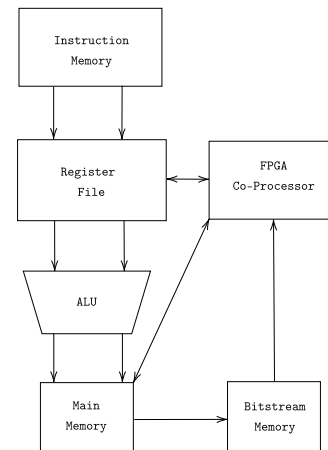 Instruction
Memory
Register
File
FPGA
Co-Processor
ALU
Main
Memory
Bitstream
Memory